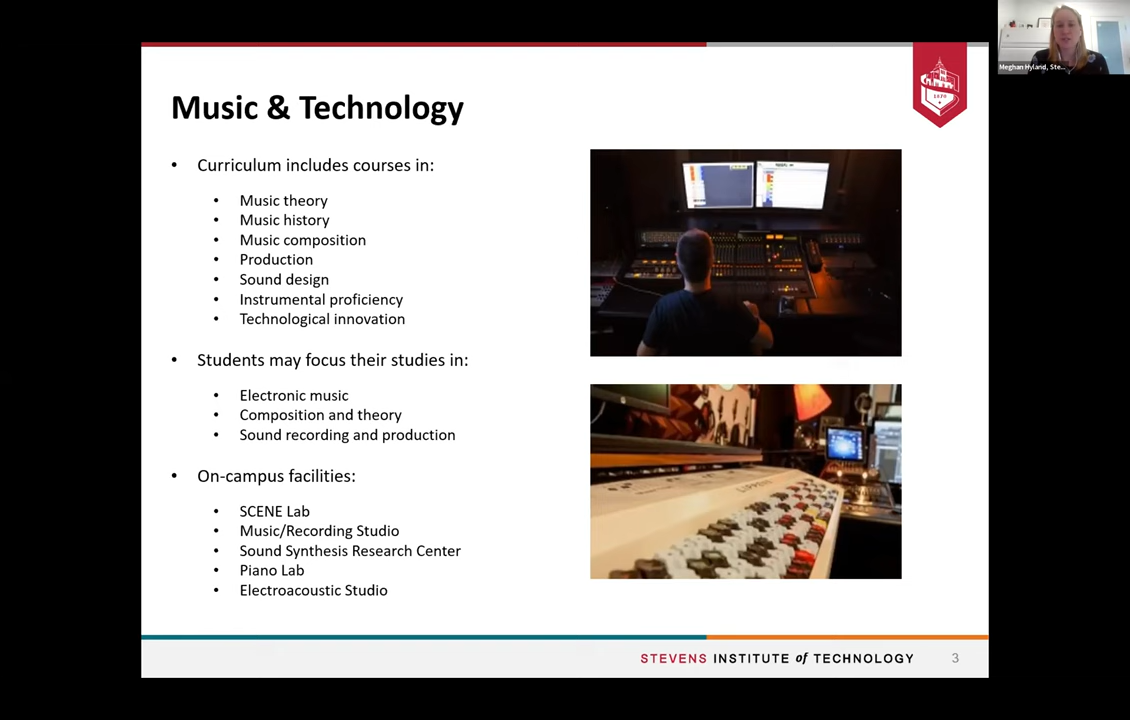 Meghan Hyland, Ste...
Music & Technology
1870
• Curriculum includes courses in:
• Music theory
• Music history
• Music composition
• Production
• Sound design
• Instrumental proficiency
• Technological innovation
• Students may focus their studies in:
• Electronic music
• Composition and theory
• Sound recording and production
• On-campus facilities:
• SCENE Lab
• Music/Recording Studio
• Sound Synthesis Research Center
• Piano Lab
• Electroacoustic Studio
STEVENS INSTITUTE of TECHNOLOGY
3